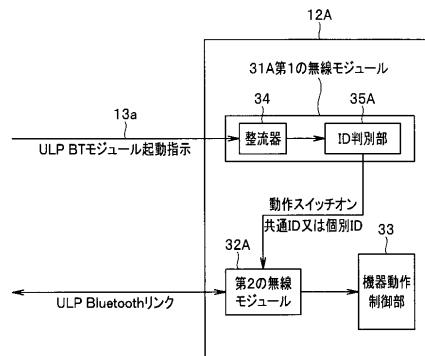 12A
31A第1の無線モジュール
34
35A
13a
整流器
ID判別部
ULP BTモジュール起動指示
動作スイッチオン
共通ID又は個別ID
32A
33
第2の無線
モジュール
機器動作
制御部
ULP Bluetoothリンク